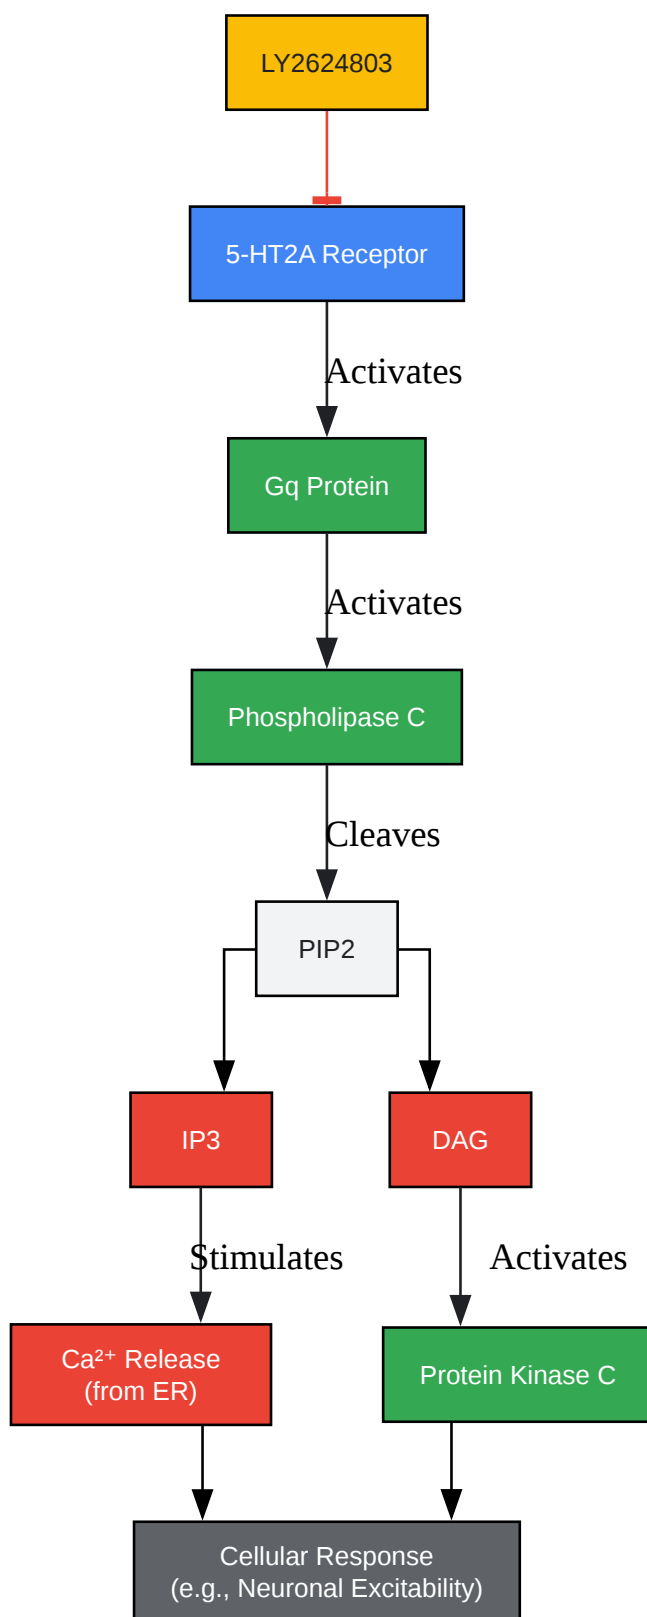 LY2624803
5-HT2A Receptor
Activates
Gq Protein
Activates
Phospholipase C
Cleaves
PIP2
IP3
DAG
Stimulates
Activates
Ca²⁺ Release
(from ER)
Protein Kinase C
Cellular Response
(e.g., Neuronal Excitability)